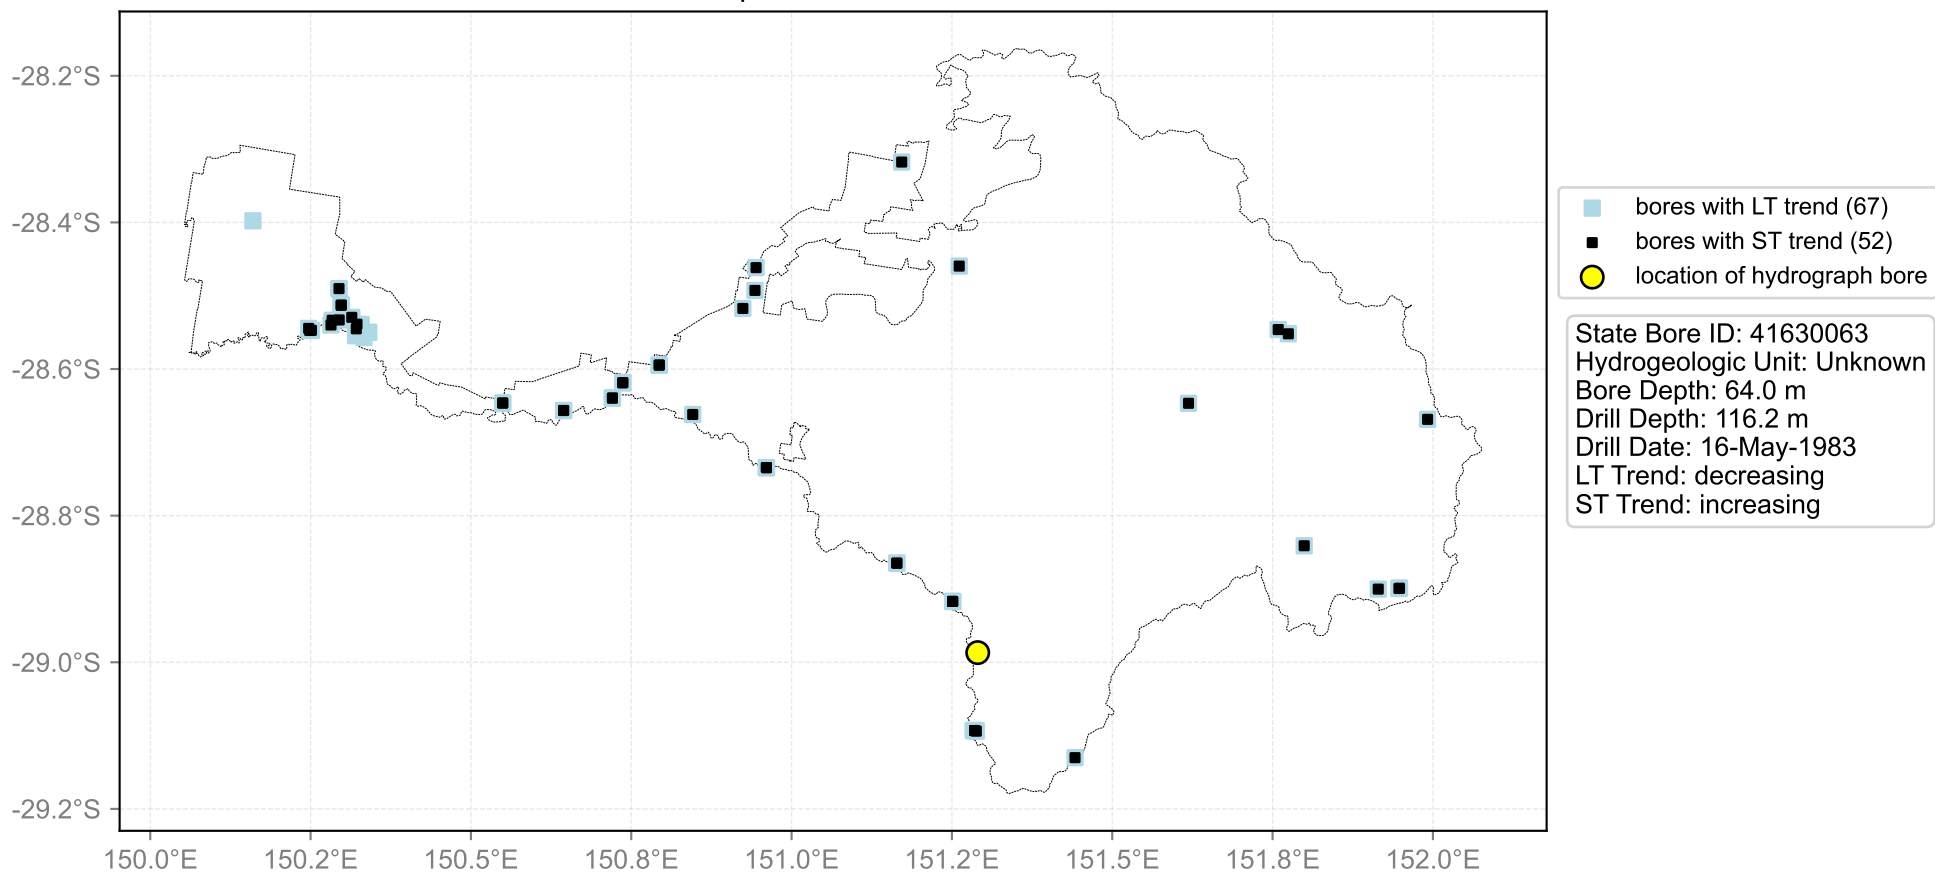 -28.2°S
-28.4°S
-28.6°S
-28.8°S
-29.0°S
-29.2°S
150.0°E 150.2°E 150.5°E 150.8°E 151.0°E 151.2°E 151.5°E 151.8°E 152.0°E
bores with LT trend (67)
bores with ST trend (52)
location of hydrograph bore
State Bore ID: 41630063
Hydrogeologic Unit: Unknown
Bore Depth: 64.0 m
Drill Depth: 116.2 m
Drill Date: 16-May-1983
LT Trend: decreasing
ST Trend: increasing